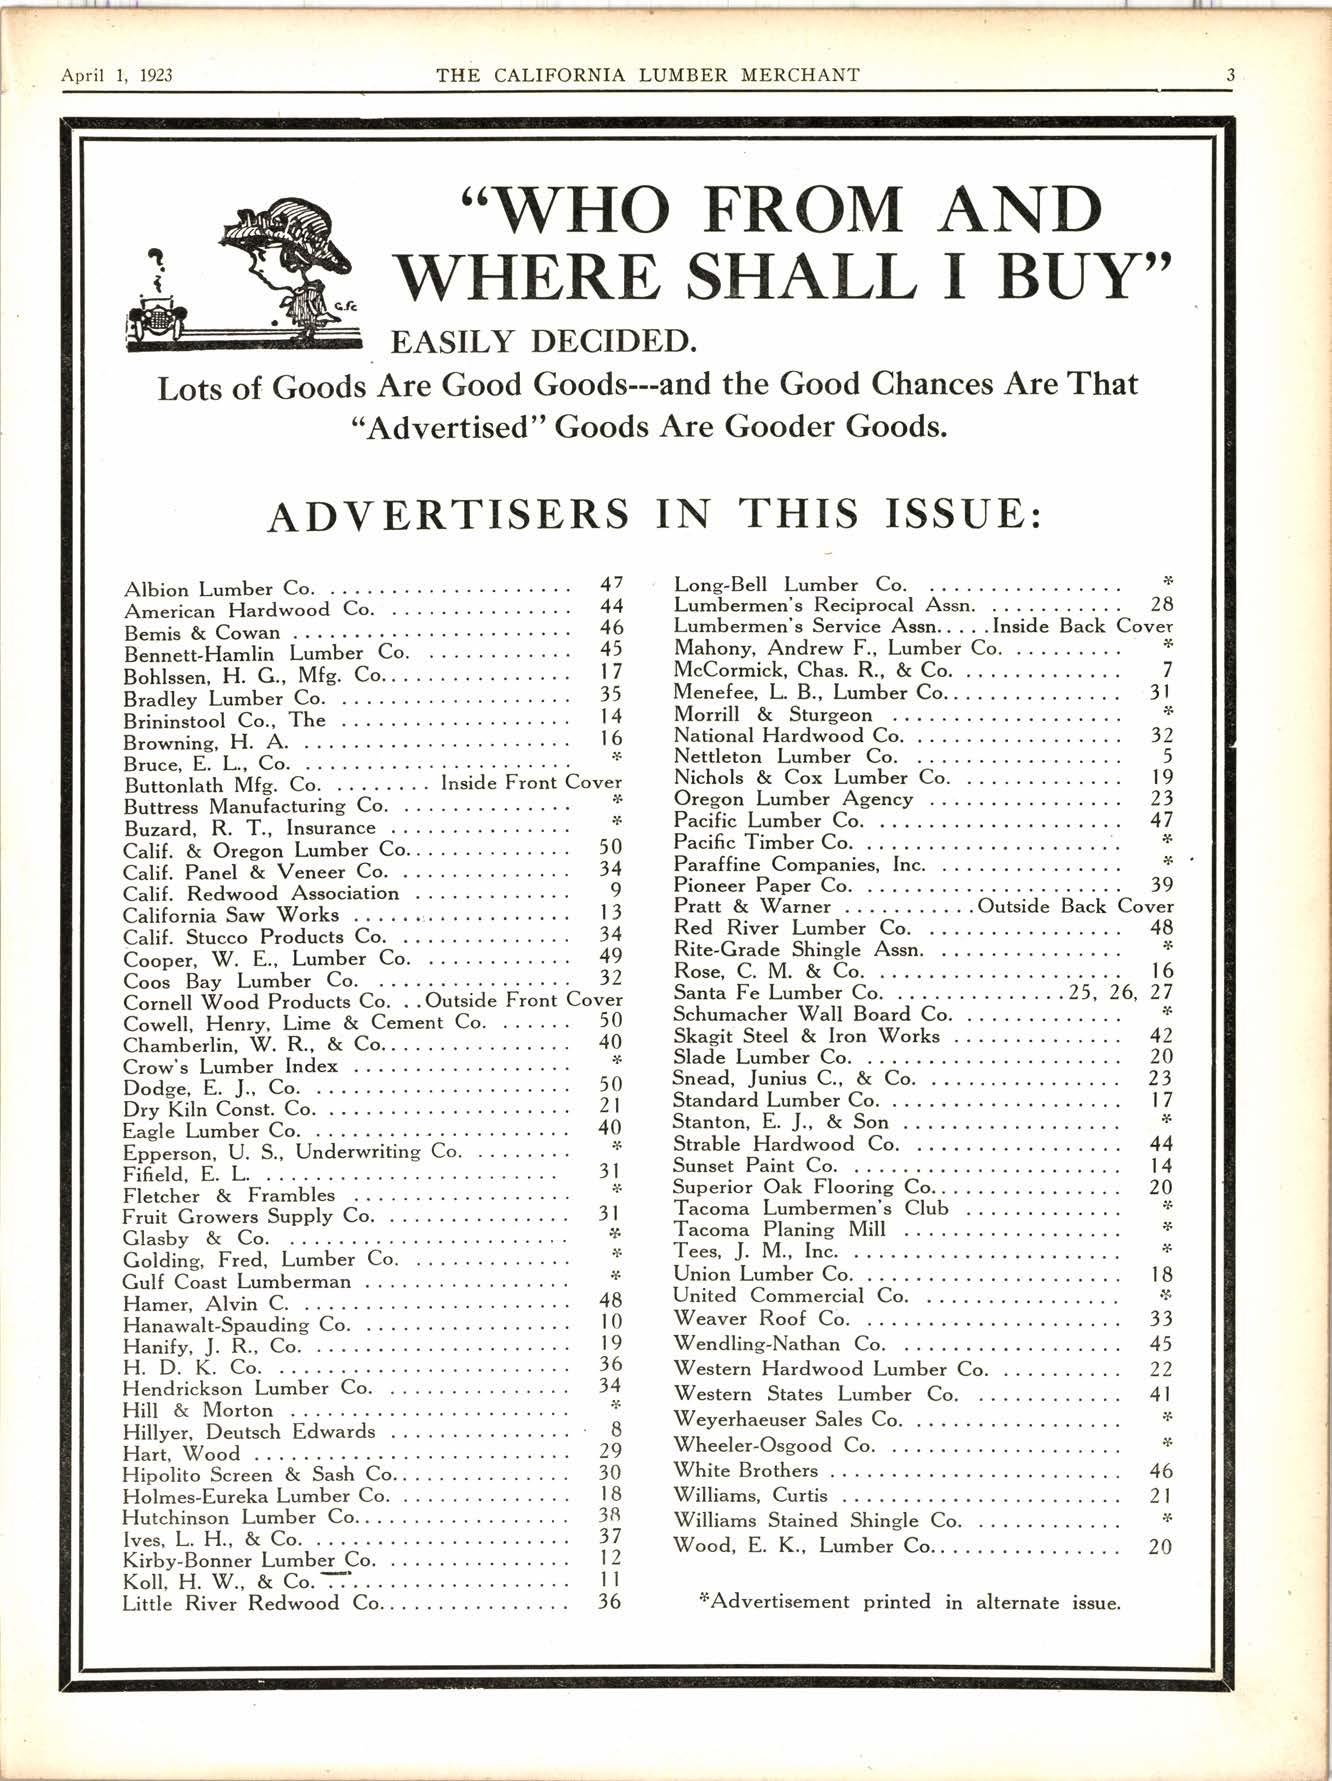 April 1, 1923 THE CALIFORNIA LUMBER MERCHANT 3
“WHO FROM AND
WHERE SHALL I BUY”
? ?
G.FC
EASILY DECIDED.
Lots of Goods Are Good Goods---and the Good Chances Are That
“Advertised” Goods Are Gooder Goods.
ADVERTISERS IN THIS ISSUE:
Albion Lumber Co. .................... 47
American Hardwood Co. ............... 44
Bemis & Cowan ....................... 46
Bennett-Hamlin Lumber Co. ............ 45
Bohlssen, H. G., Mfg. Co................ 17
Bradley Lumber Co. ................... 35
Brininstool Co., The ................... 14
Browning, H. A. ...................... 16
Bruce, E. L., Co. ...................... *
Buttonlath Mfg. Co. ........ Inside Front Cover
Buttress Manufacturing Co. ............... *
Buzard, R. T., Insurance ............... *
Calif. & Oregon Lumber Co.............. 50
Calif. Panel & Veneer Co. .............. 34
Calif. Redwood Association ............. 9
California Saw Works .................. 13
Calif. Stucco Products Co. .............. 34
Cooper, W. E., Lumber Co. ............ 49
Coos Bay Lumber Co. ................ 32
Cornell Wood Products Co. ..Outside Front Cover
Cowell, Henry, Lime & Cement Co. ...... 50
Chamberlin, W. R., & Co................ 40
Crow's Lumber Index .................. *
Dodge, E. J., Co. ...................... 50
Dry Kiln Const. Co. .................... 21
Eagle Lumber Co. ..................... 40
Epperson, U. S., Underwriting Co. ........ *
Fifield, E. L. ......................... 31
Fletcher & Frambles .................. *
Fruit Growers Supply Co. ............... 31
Glasby & Co. ....................... *
Golding, Fred, Lumber Co. ............. *
Gulf Coast Lumberman ................. *
Hamer, Alvin C. ...................... 48
Hanawalt-Spauding Co. ................. 10
Hanify, J. R., Co. ..................... 19
H. D. K. Co. ........................ 36
Hendrickson Lumber Co. ............... 34
Hill & Morton ....................... *
Hillyer, Deutsch Edwards ............... 8
Hart, Wood .......................... 29
Hipolito Screen & Sash Co............... 30
Holmes-Eureka Lumber Co. .............. 18
Hutchinson Lumber Co.................. 38
Ives, L. H., & Co. ..................... 37
Kirby-Bonner Lumber Co. ............... 12
Koll, H. W., & Co. .................... 11
Little River Redwood Co................ 36
Long-Bell Lumber Co. ................ *
Lumbermen's Reciprocal Assn. ........... 28
Lumbermen's Service Assn.....Inside Back Cover
Mahony, Andrew F., Lumber Co. ......... *
McCormick, Chas. R., & Co. ............. 7
Menefee, L. B., Lumber Co............... 31
Morrill & Sturgeon ................... *
National Hardwood Co. ................. 32
Nettleton Lumber Co. ................. 5
Nichols & Cox Lumber Co. ............. 19
Oregon Lumber Agency ................ 23
Pacific Lumber Co. .................... 47
Pacific Timber Co. ..................... *
Paraffine Companies, Inc. ............... *
Pioneer Paper Co. ..................... 39
Pratt & Warner ...........Outside Back Cover
Red River Lumber Co. ................. 48
Rite-Grade Shingle Assn. ................. *
Rose, C. M. & Co. .................... 16
Santa Fe Lumber Co. ..............25, 26, 27
Schumacher Wall Board Co. ............. *
Skagit Steel & Iron Works .............. 42
Slade Lumber Co. ..................... 20
Snead, Junius C., & Co. ................ 23
Standard Lumber Co. ................... 17
Stanton, E. J., & Son .................. *
Strable Hardwood Co. ................. 44
Sunset Paint Co. ...................... 14
Superior Oak Flooring Co................ 20
Tacoma Lumbermen's Club ............. *
Tacoma Planing Mill .................. *
Tees, J. M., Inc. ...................... *
Union Lumber Co. ..................... 18
United Commercial Co. ................ *
Weaver Roof Co. ..................... 33
Wendling-Nathan Co. .................. 45
Western Hardwood Lumber Co. .......... 22
Western States Lumber Co. ............ 41
Weyerhaeuser Sales Co. ................. *
Wheeler-Osgood Co. ................... *
White Brothers ........................ 46
Williams, Curtis ....................... 21
Williams Stained Shingle Co. ............ *
Wood, E. K., Lumber Co................ 20
*Advertisement printed in alternate issue.